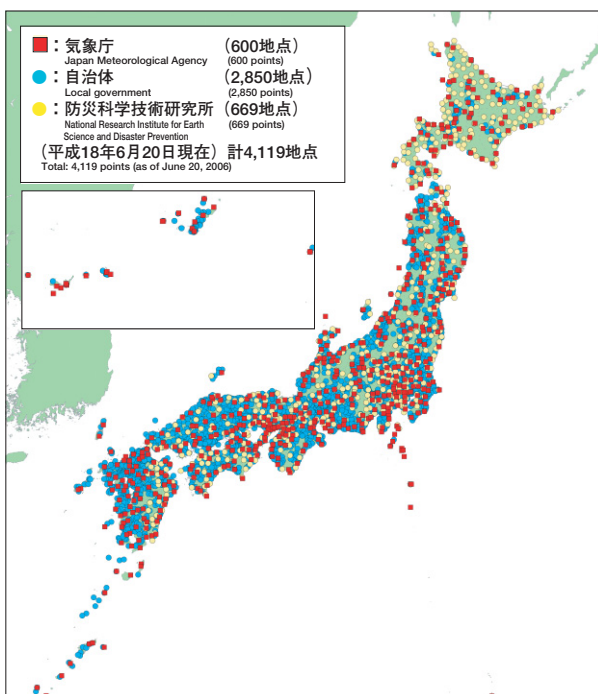 ：気象庁 （600地点）
Japan Meteorological Agency (600 points)
：自治体 （2,850地点）
Local government (2,850 points)
：防災科学技術研究所 （669地点）
National Research Institute for Earth (669 points)
Science and Disaster Prevention
（平成18年6月20日現在） 計4,119地点
Total: 4,119 points (as of June 20, 2006)